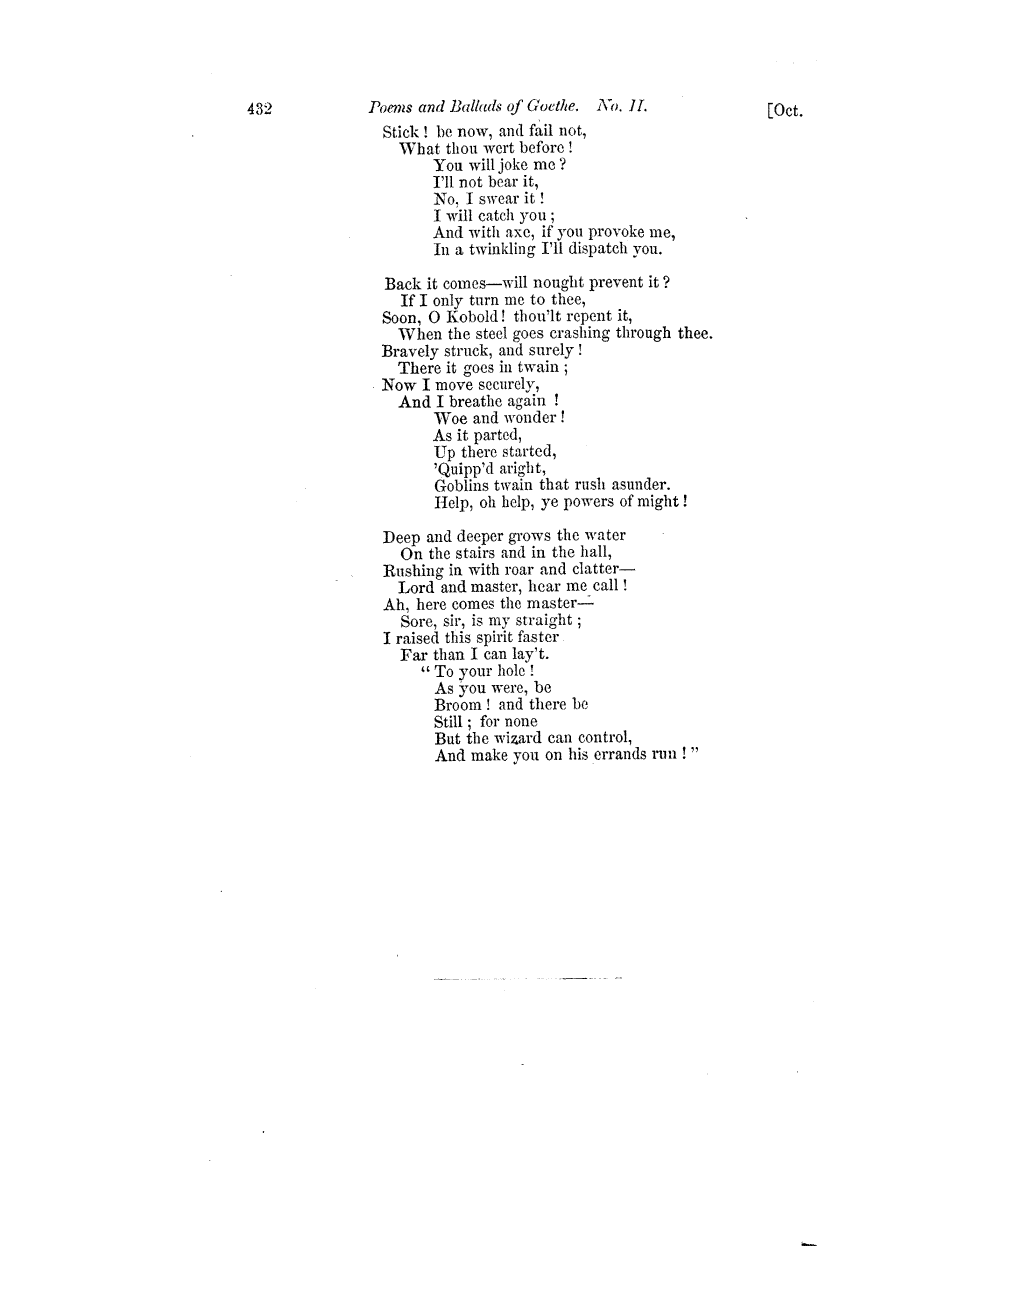 432 Poems and Ballads of Goethe. No. II. [Oct.
Stick ! be now, and fail not,
What thou wert before !
You will joke me ?
I'll not bear it,
No, I swear it !
I will catch you ;
And with axe, if you provoke me,
In a twinkling I'll dispatch you.
Back it comes—will nought prevent it ?
If I only turn me to thee,
Soon, O Kobold! thou'lt repent it,
When the steel goes crashing through thee.
Bravely struck, and surely !
There it goes in twain ;
Now I move securely,
And I breathe again !
Woe and wonder !
As it parted,
Up there started,
'Quipp'd aright,
Goblins twain that rush asunder.
Help, oh help, ye powers of might !
Deep and deeper grows the water
On the stairs and in the hall,
Rushing in with roar and clatter—
Lord and master, hear me call !
Ah, here comes the master—
Sore, sir, is my straight ;
I raised this spirit faster
Far than I can lay't.
“ To your hole !
As you were, be
Broom ! and there be
Still ; for none
But the wizard can control,
And make you on his errands run ! ”